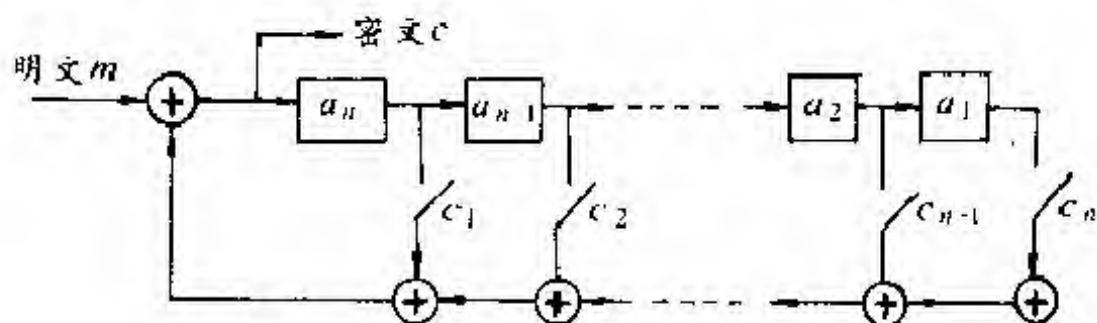 密文c
明文m
+
a_n
a_{n-1}
a_2
a_1
c_1
c_2
c_{n-1}
c_n
+
+
+
+